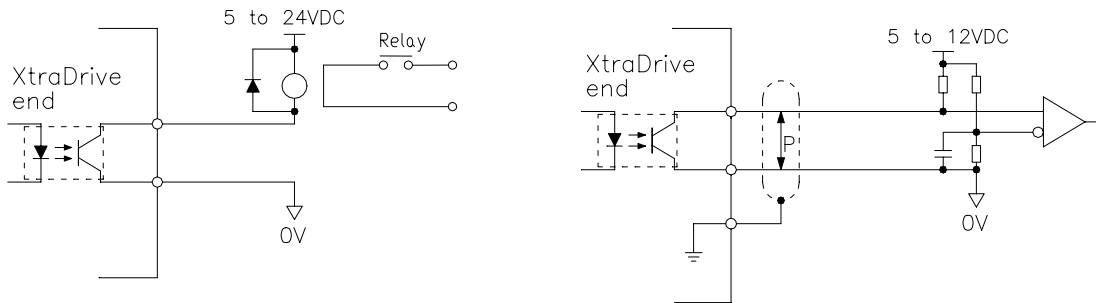 5 to 24VDC
Relay
XtraDrive
end
0V
5 to 12VDC
XtraDrive
end
P
0V